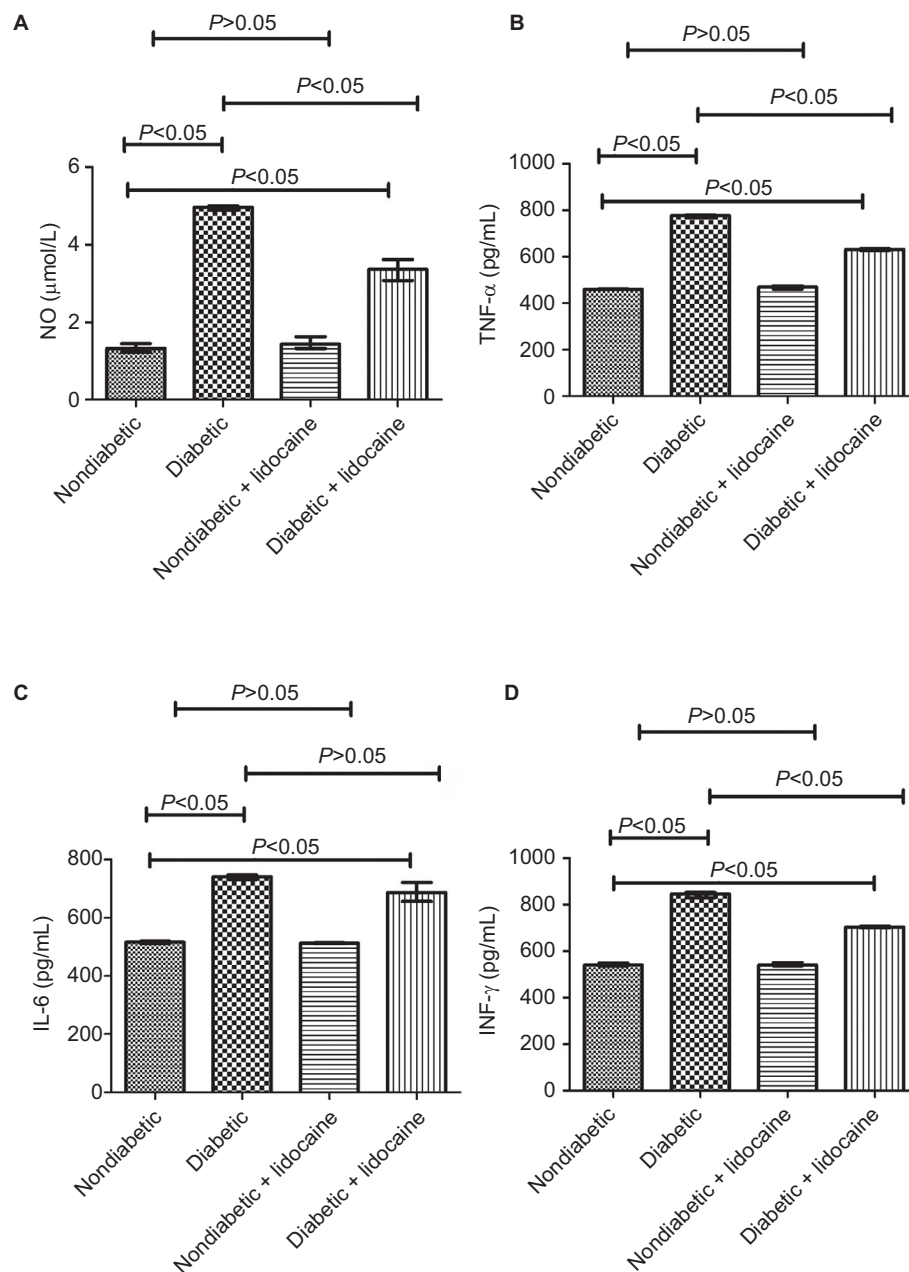 A
P>0.05
P<0.05
P<0.05
P<0.05
6
4
2
0
NO (μmol/L)
Nondiabetic
Diabetic
Nondiabetic + lidocaine
Diabetic + lidocaine
B
P>0.05
P<0.05
P<0.05
P<0.05
1000
800
600
400
200
0
TNF-α (pg/mL)
Nondiabetic
Diabetic
Nondiabetic + lidocaine
Diabetic + lidocaine
C
P>0.05
P>0.05
P<0.05
P<0.05
800
600
400
200
0
IL-6 (pg/mL)
Nondiabetic
Diabetic
Nondiabetic + lidocaine
Diabetic + lidocaine
D
P>0.05
P<0.05
P<0.05
P<0.05
1000
800
600
400
200
0
INF-γ (pg/mL)
Nondiabetic
Diabetic
Nondiabetic + lidocaine
Diabetic + lidocaine